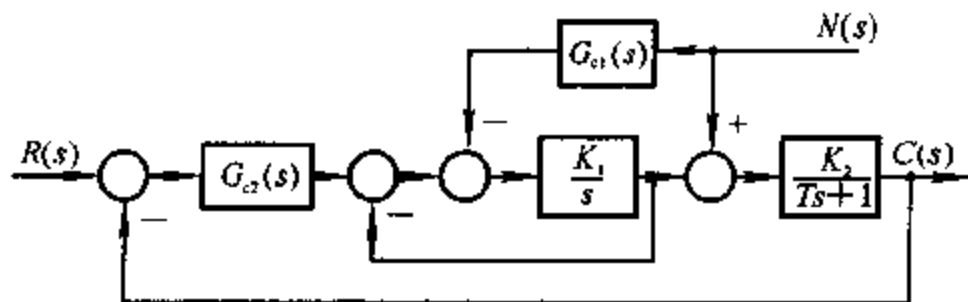 N(s)
G_{c1}(s)
−
+
R(s)
G_{c2}(s)
K_1
s
K_2
Ts+1
C(s)
−
−